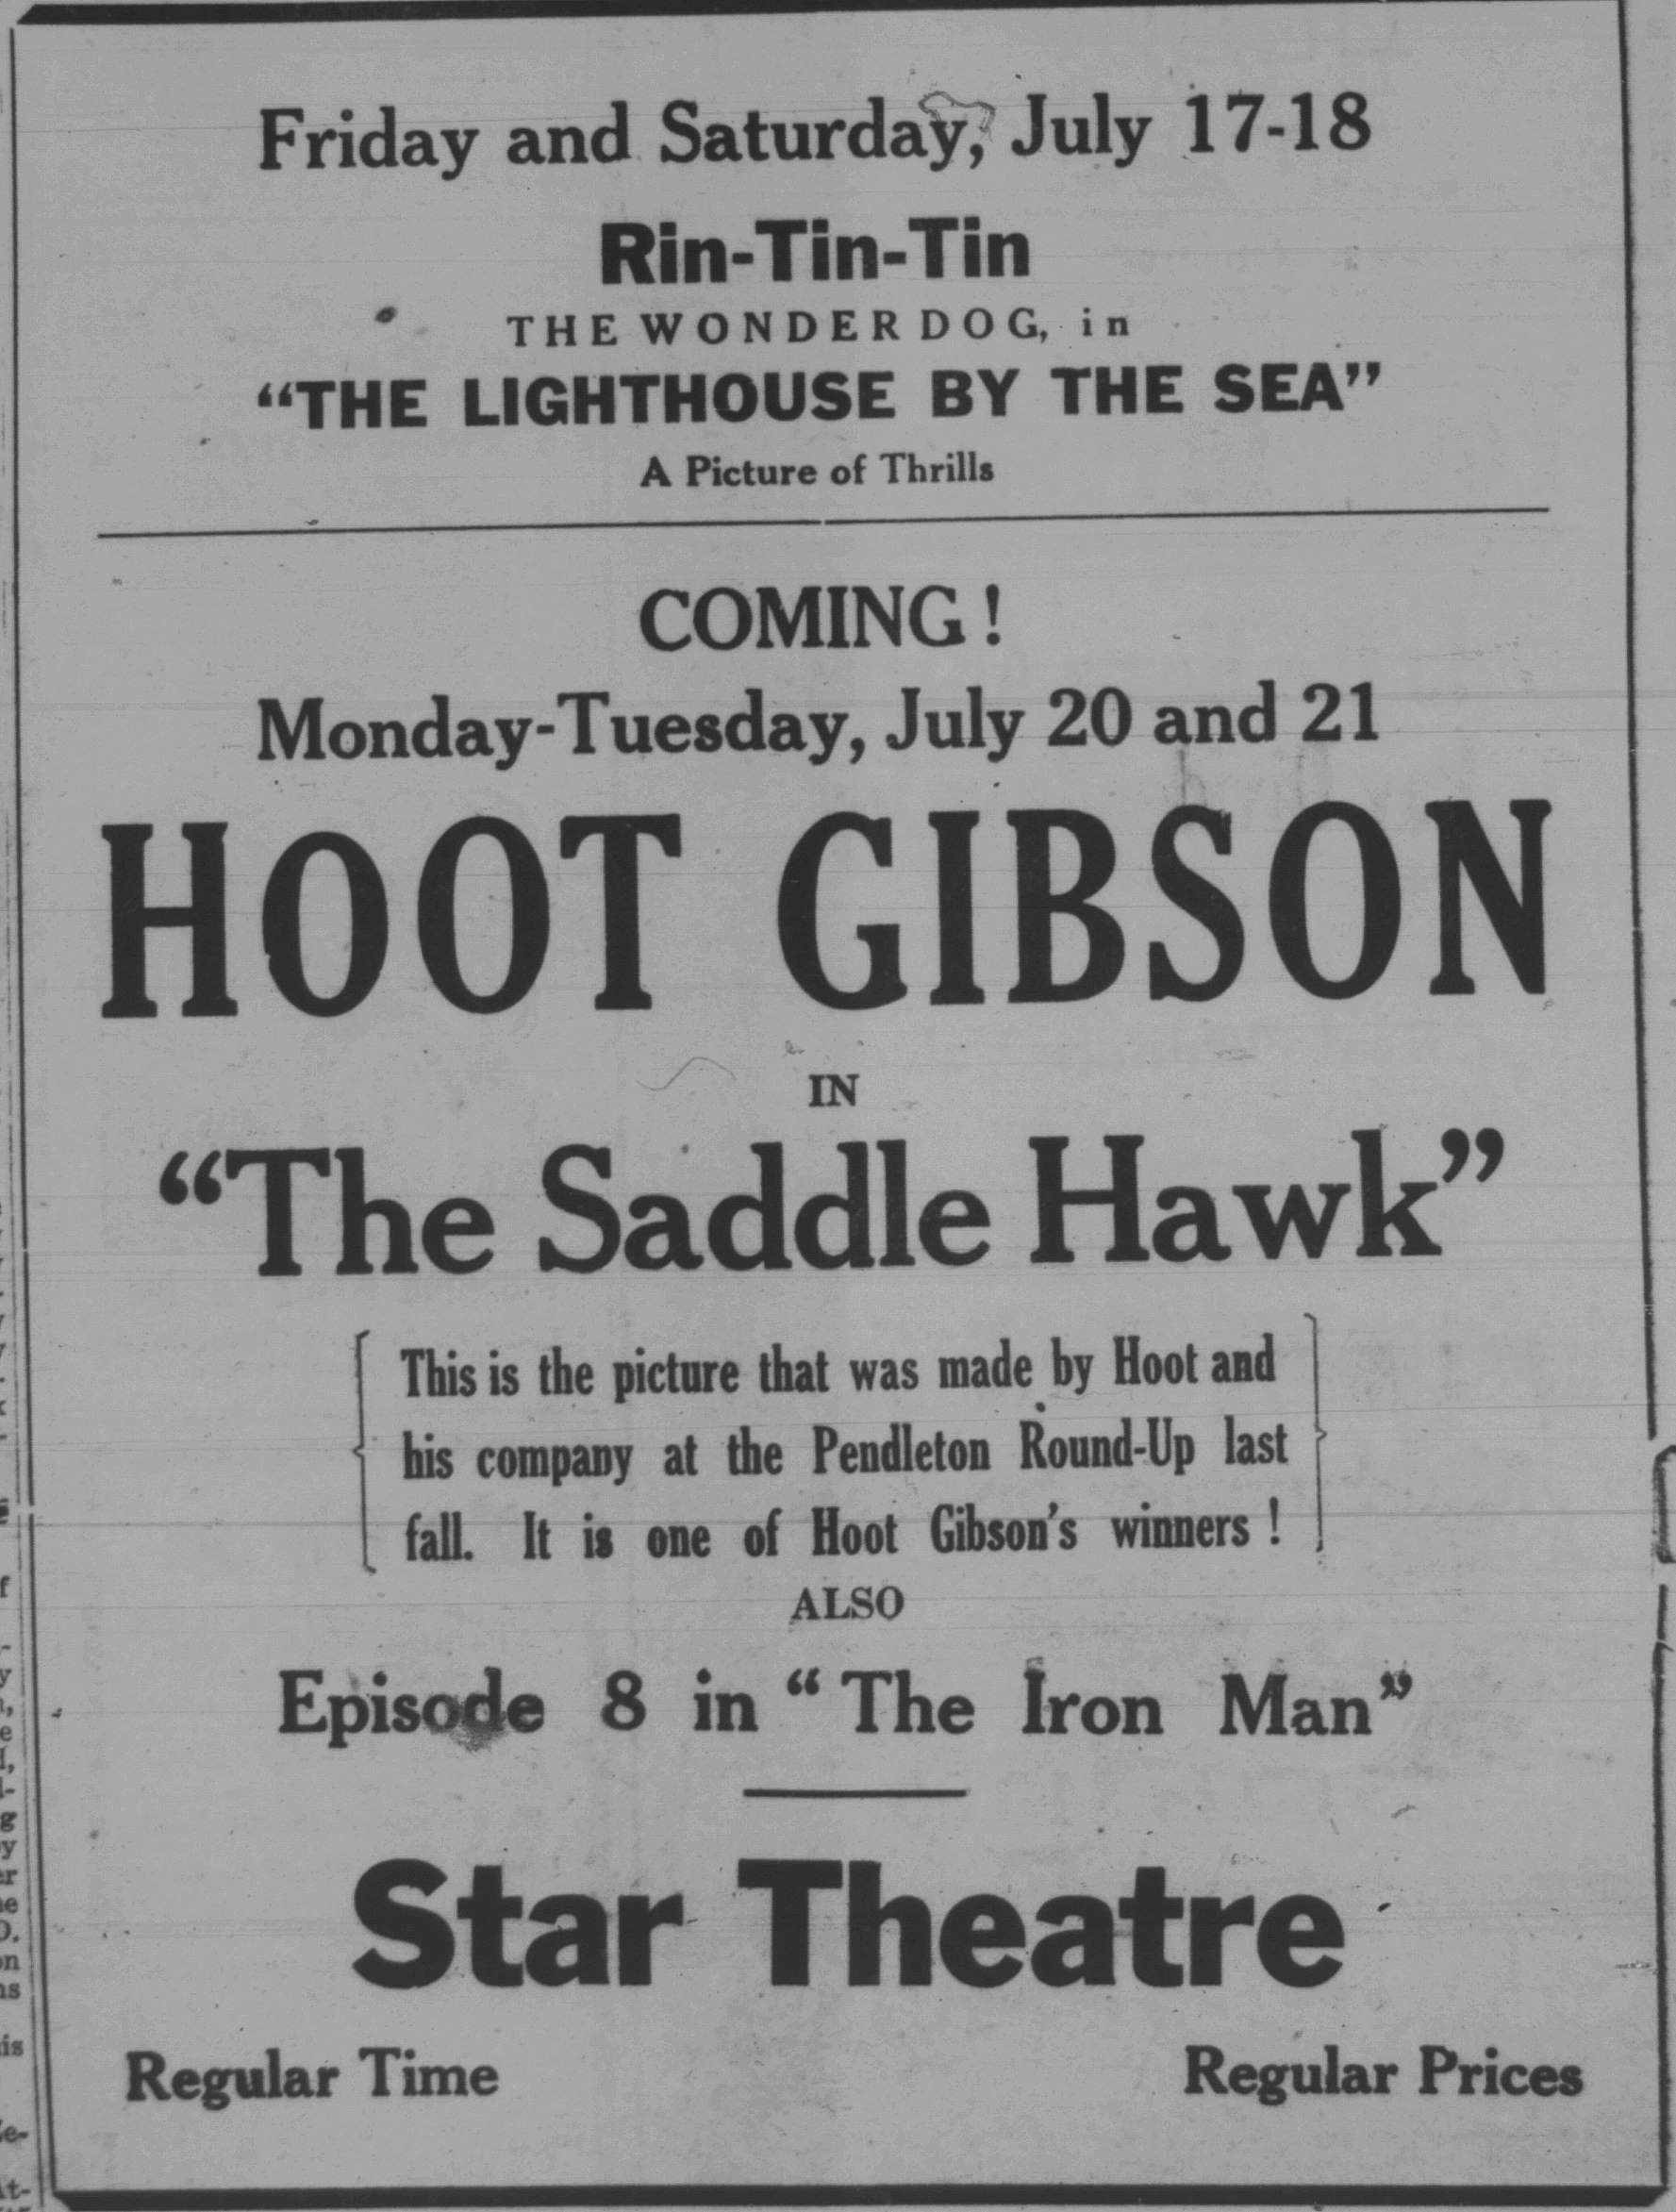 Friday and Saturday, July 17-18
Rin-Tin-Tin
THE WONDER DOG, in
“THE LIGHTHOUSE BY THE SEA”
A Picture of Thrills
COMING!
Monday-Tuesday, July 20 and 21
HOOT GIBSON
IN
“The Saddle Hawk”
This is the picture that was made by Hoot and
his company at the Pendleton Round-Up last
fall. It is one of Hoot Gibson's winners!
ALSO
Episode 8 in “The Iron Man”
Star Theatre
Regular Time Regular Prices